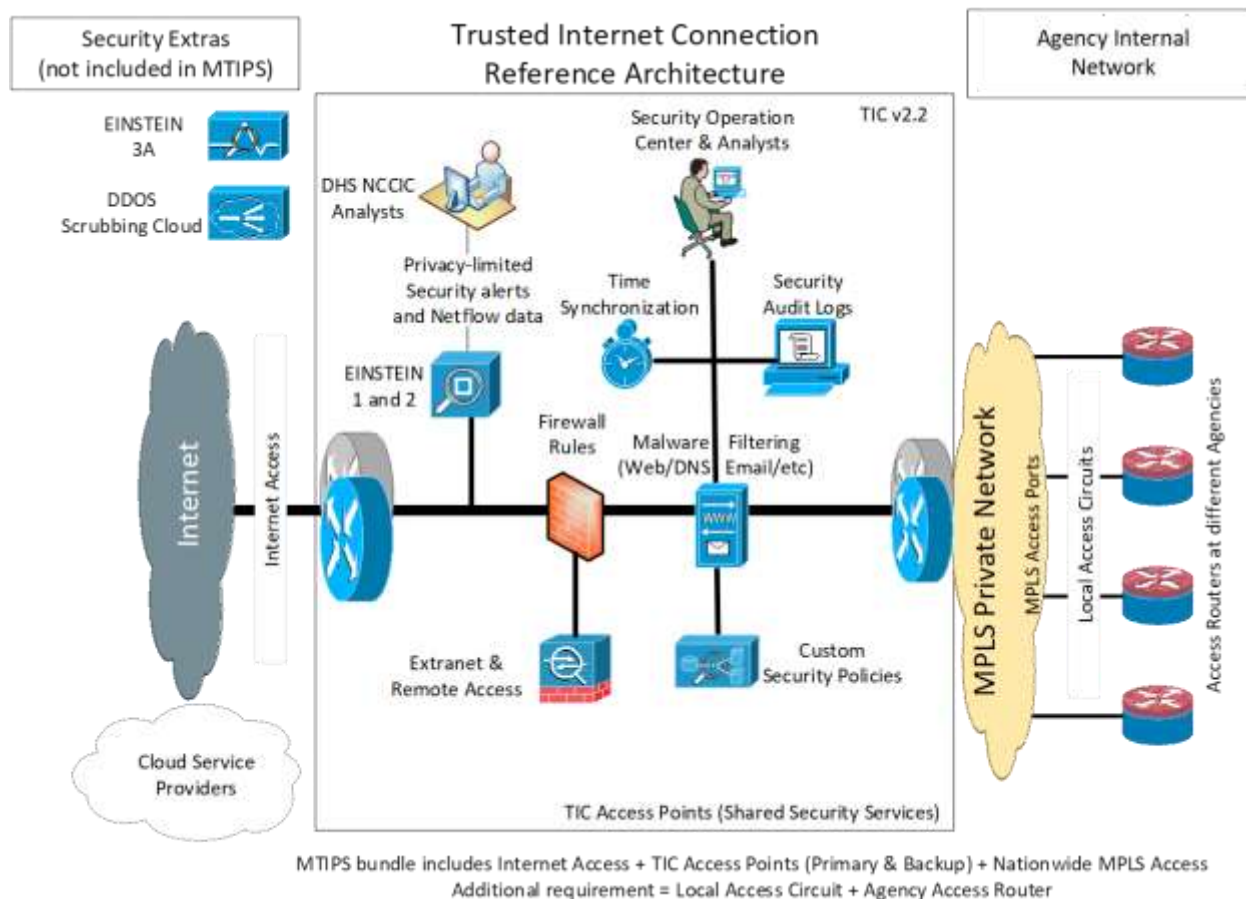 Security Extras
(not included in MTIPS)
Trusted Internet Connection
Reference Architecture
Agency Internal
Network
EINSTEIN
3A
DDOS
Scrubbing Cloud
TIC v2.2
Security Operation
Center & Analysts
DHS NCCIC
Analysts
Privacy-limited
Security alerts
and Netflow data
Time
Synchronization
Security
Audit Logs
EINSTEIN
1 and 2
Firewall
Rules
Malware Filtering
(Web/DNS Email/etc)
WWW
Internet
Internet Access
Extranet &
Remote Access
Custom
Security Policies
MPLS Private Network
MPLS Access Ports
Local Access Circuits
Access Routers at different Agencies
Cloud Service
Providers
TIC Access Points (Shared Security Services)
MTIPS bundle includes Internet Access + TIC Access Points (Primary & Backup) + Nationwide MPLS Access
Additional requirement = Local Access Circuit + Agency Access Router